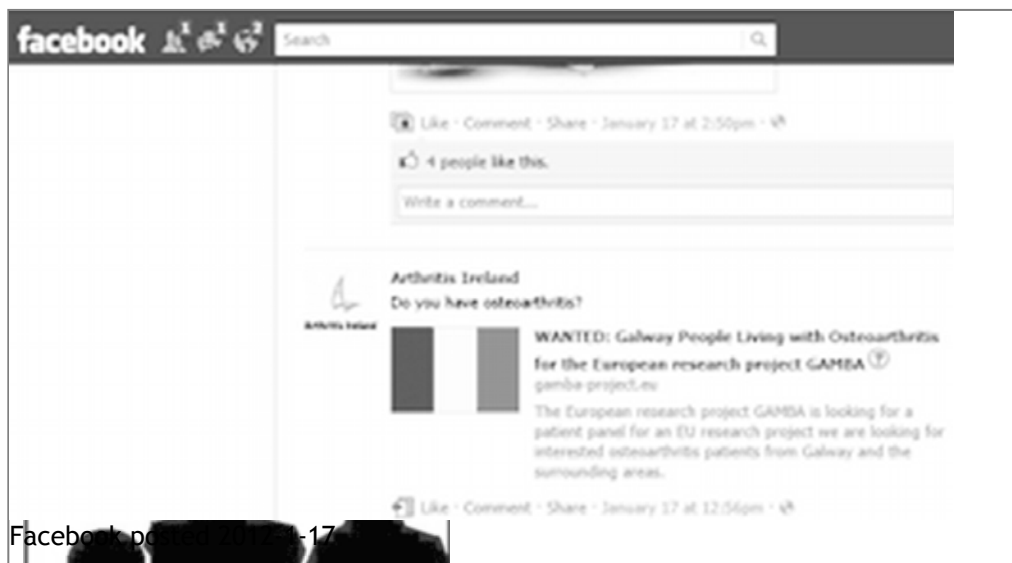 facebook 1 1 2 Search
Like · Comment · Share · January 17 at 2:50pm ·
4 people like this.
Write a comment...
Arthritis Ireland
Do you have osteoarthritis?
Arthritis Ireland
WANTED: Galway People Living with Osteoarthritis
for the European research project GAMBA ?
gamba-project.eu
The European research project GAMBA is looking for a
patient panel for an EU research project we are looking for
interested osteoarthritis patients from Galway and the
surrounding areas.
Like · Comment · Share · January 17 at 12:56pm ·
Facebook posted 2012-1-17